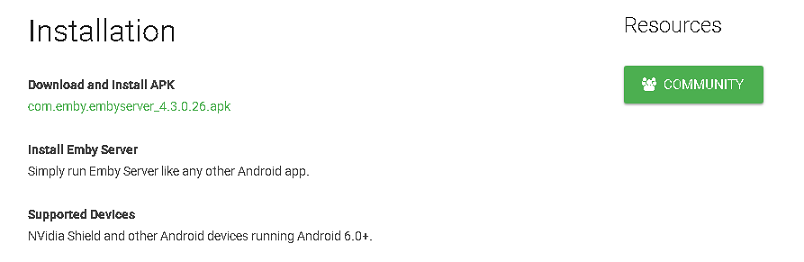 Installation
Download and Install APK
com.emby.embyserver_4.3.0.26.apk
Install Emby Server
Simply run Emby Server like any other Android app.
Supported Devices
NVidia Shield and other Android devices running Android 6.0+.
Resources
COMMUNITY